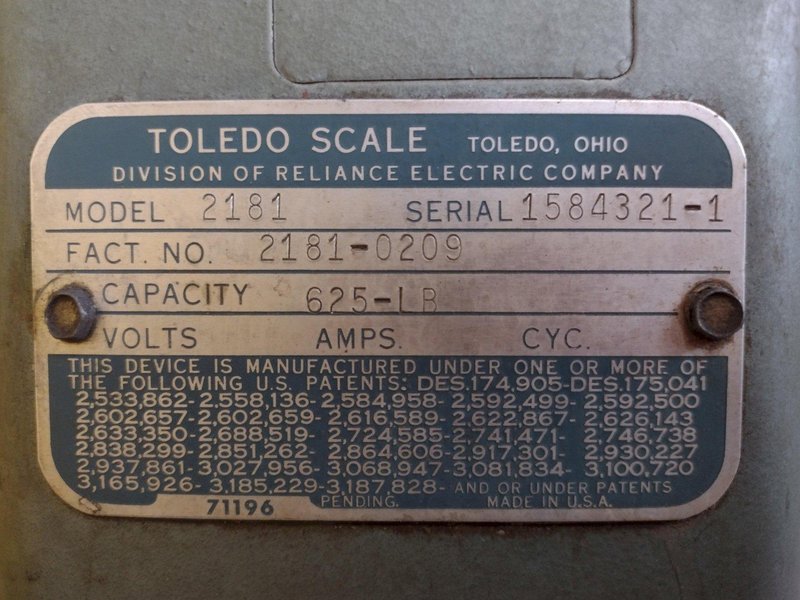 TOLEDO SCALE TOLEDO, OHIO
DIVISION OF RELIANCE ELECTRIC COMPANY
MODEL 2181 SERIAL 1584321-1
FACT. NO. 2181-0209
CAPACITY 625-LB
VOLTS AMPS. CYC.
THIS DEVICE IS MANUFACTURED UNDER ONE OR MORE OF
THE FOLLOWING U.S. PATENTS: DES.174,905-DES.175,041
2,533,862- 2,558,136- 2,584,958- 2,592,499- 2,592,500
2,602,657- 2,602,659- 2,616,589- 2,622,867- 2,626,143
2,633,350- 2,688,519- 2,724,585- 2,741,471- 2,746,738
2,838,299- 2,851,262- 2,864,606- 2,917,301- 2,930,227
2,937,861- 3,027,956- 3,068,947- 3,081,834- 3,100,720
3,165,926- 3,185,229- 3,187,828- AND OR UNDER PATENTS
71196 PENDING. MADE IN U.S.A.